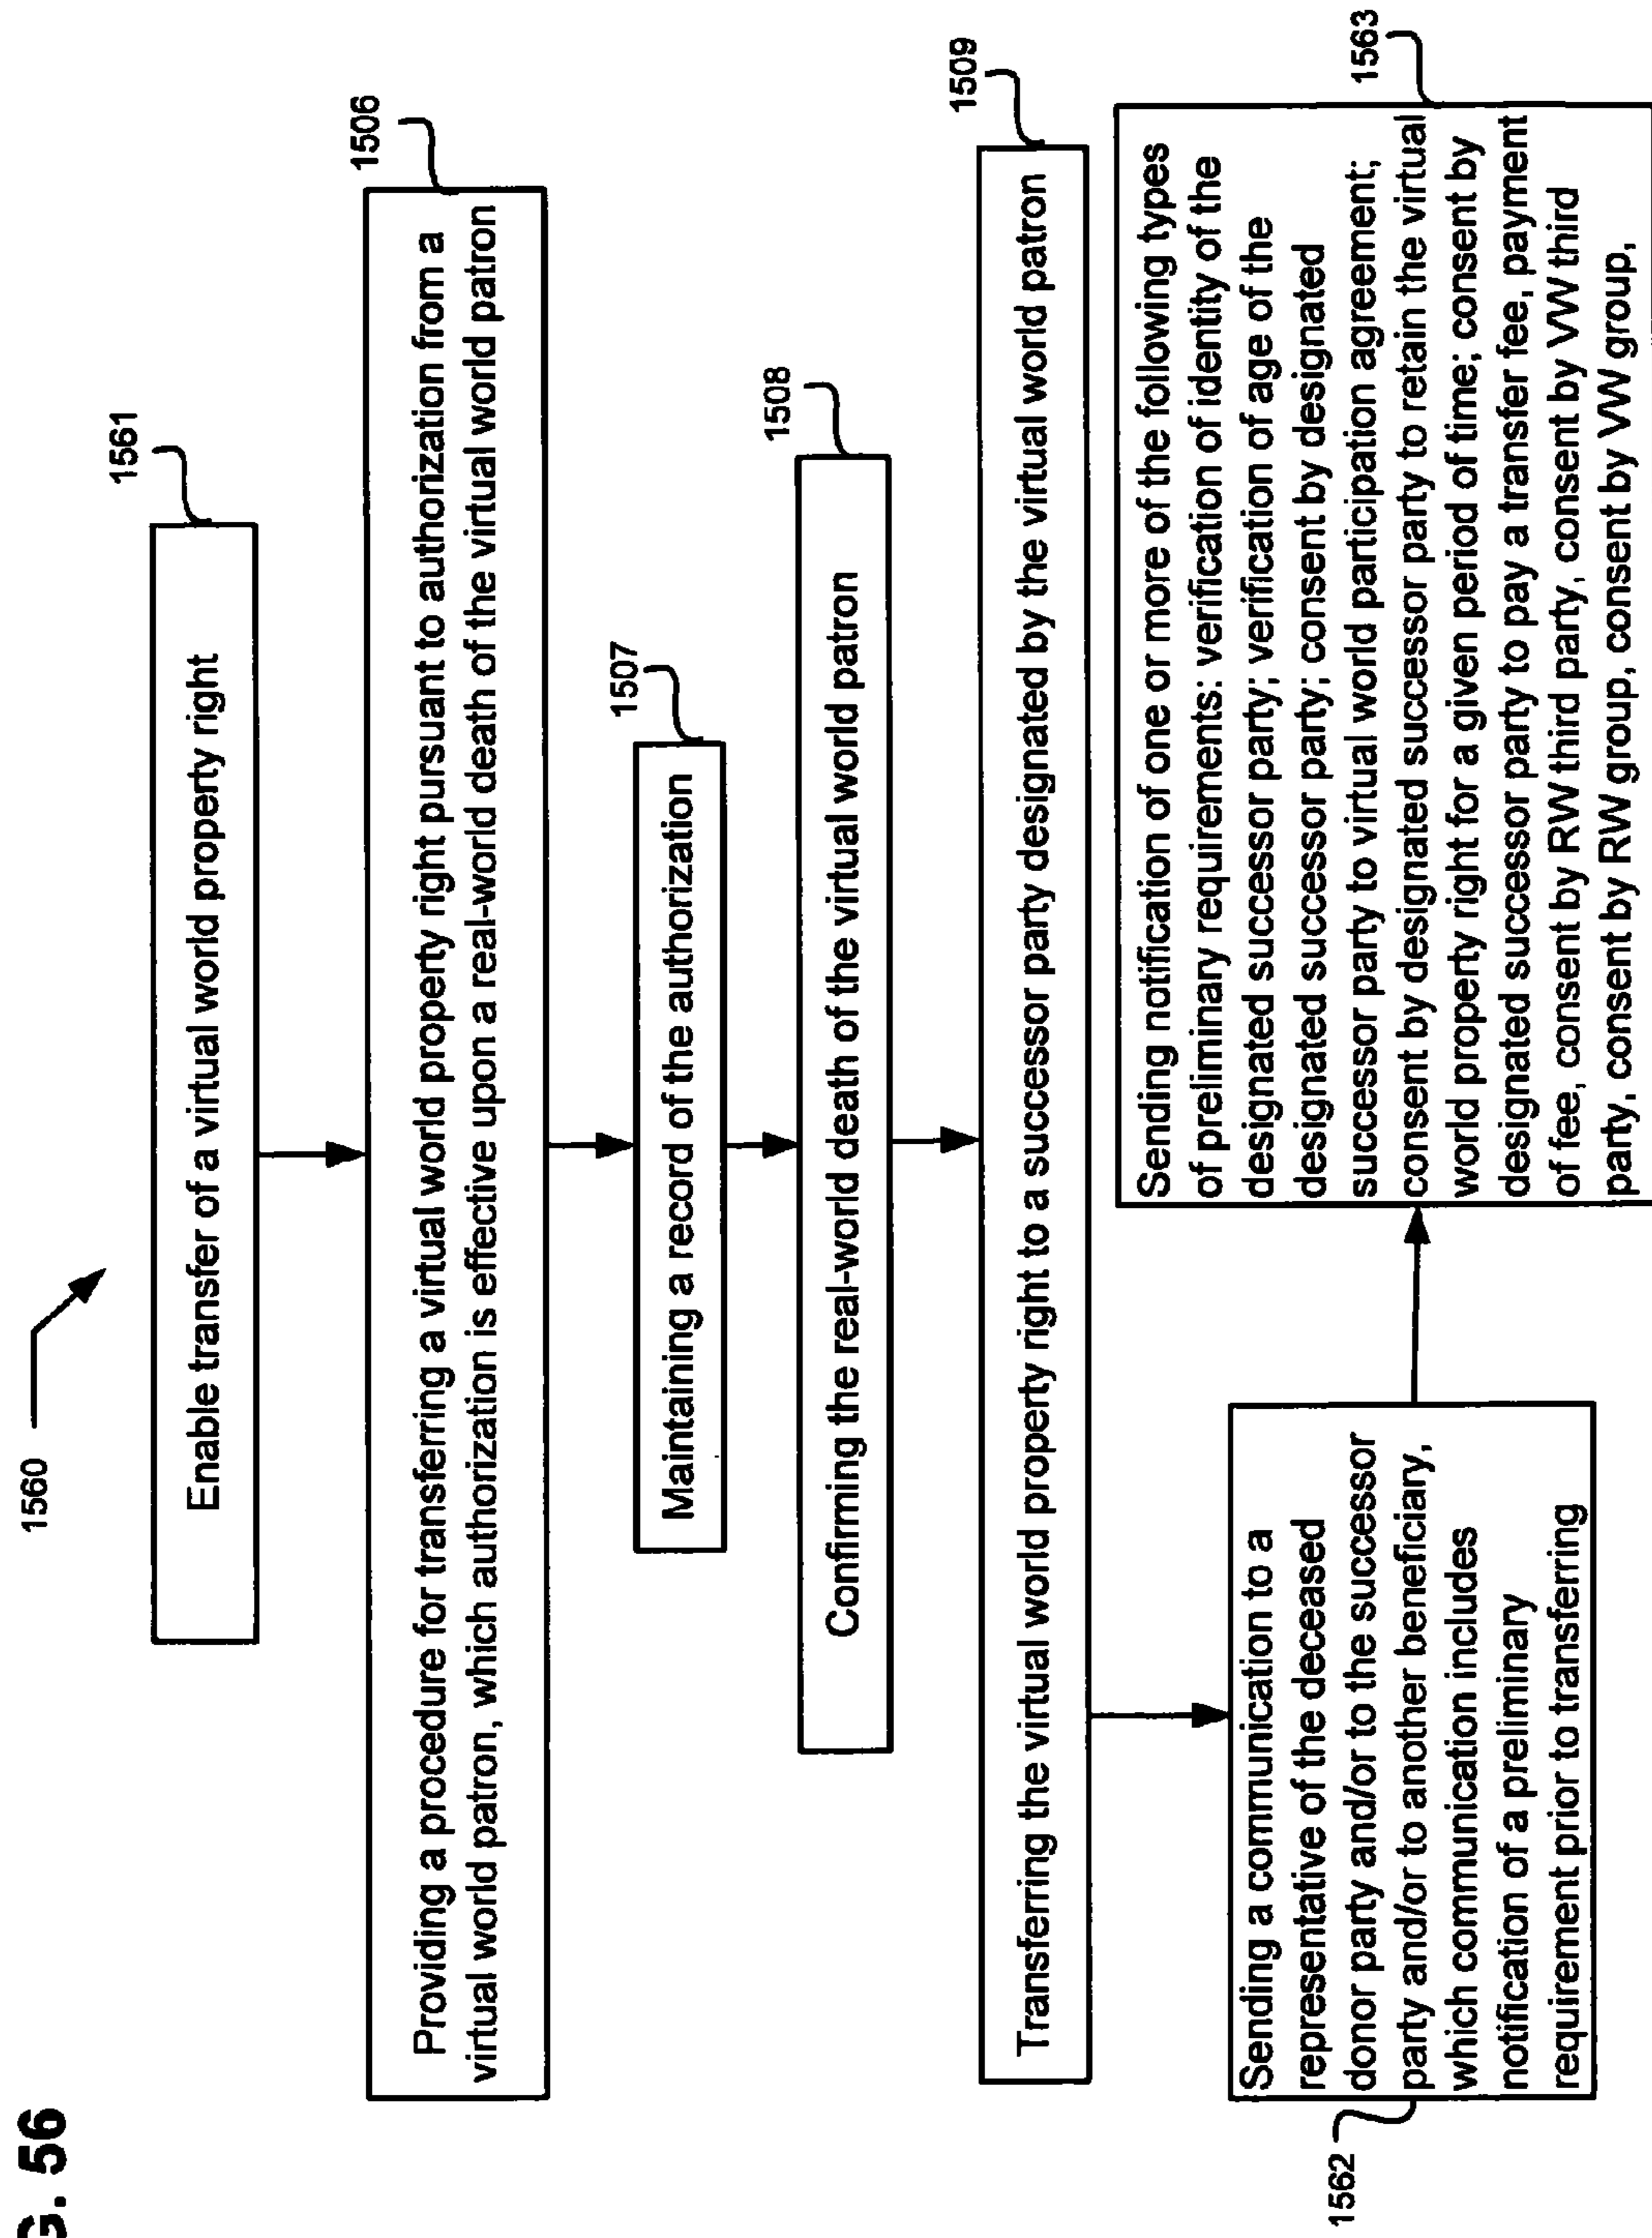 G. 56
1560
1561
Enable transfer of a virtual world property right
1506
Providing a procedure for transferring a virtual world property right pursuant to authorization from a
virtual world patron, which authorization is effective upon a real-world death of the virtual world patron
1507
Maintaining a record of the authorization
1508
Confirming the real-world death of the virtual world patron
1509
Transferring the virtual world property right to a successor party designated by the virtual world patron
1562
Sending a communication to a
representative of the deceased
donor party and/or to the successor
party and/or to another beneficiary,
which communication includes
notification of a preliminary
requirement prior to transferring
1563
Sending notification of one or more of the following types
of preliminary requirements: verification of identity of the
designated successor party; verification of age of the
designated successor party; consent by designated
successor party to virtual world participation agreement;
consent by designated successor party to retain the virtual
world property right for a given period of time; consent by
designated successor party to pay a transfer fee, payment
of fee, consent by RW third party, consent by VW third
party, consent by RW group, consent by VW group,